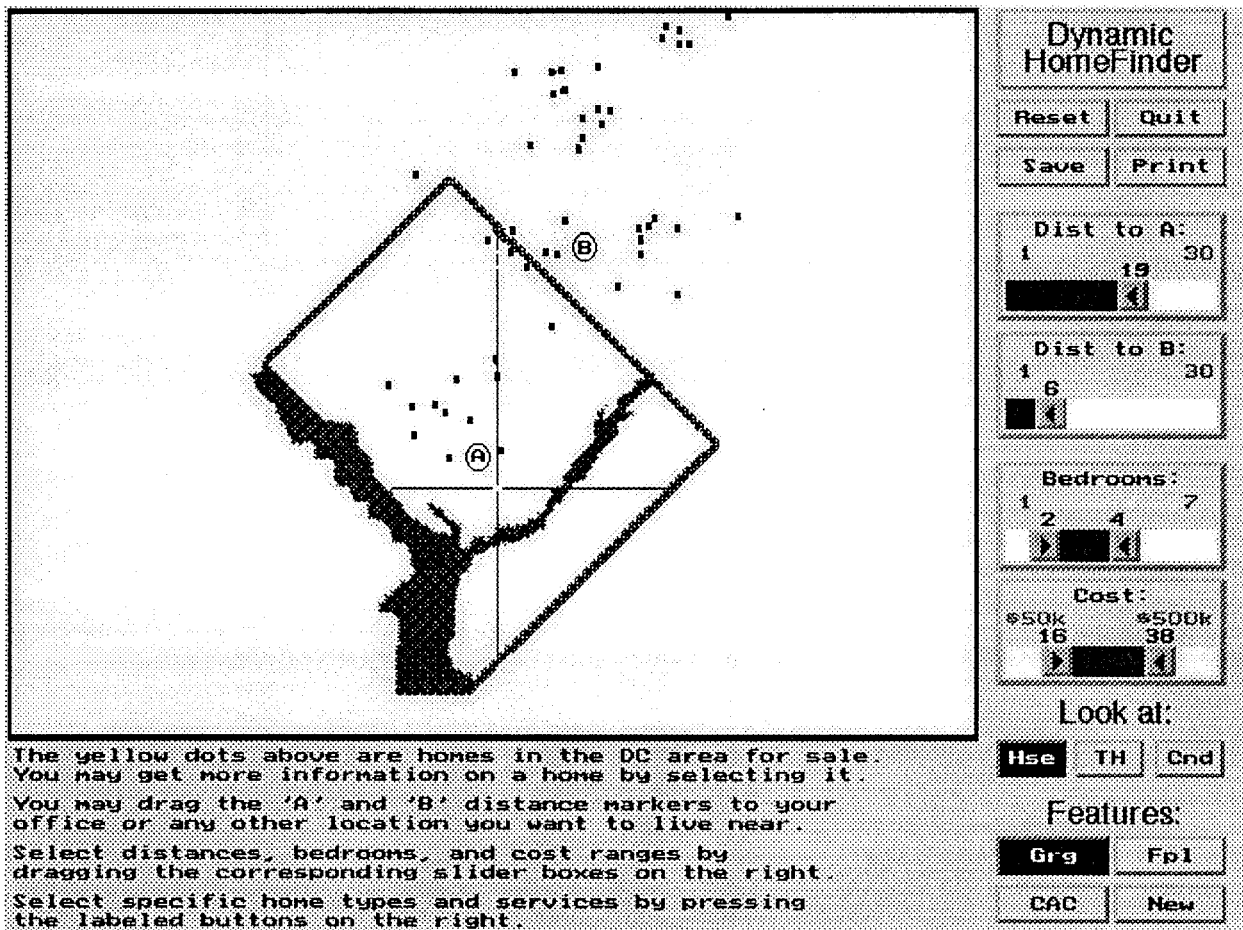 Dynamic
HomeFinder
Reset Quit
Save Print
Dist to A:
1 30
19
Dist to B:
1 30
6
Bedrooms:
1 7
2 4
Cost:
$50k $500k
16 38
Look at:
Hse TH Cnd
Features:
Grg Fpl
CAC New
B
A
The yellow dots above are homes in the DC area for sale.
You may get more information on a home by selecting it.
You may drag the 'A' and 'B' distance markers to your
office or any other location you want to live near.
Select distances, bedrooms, and cost ranges by
dragging the corresponding slider boxes on the right.
Select specific home types and services by pressing
the labeled buttons on the right.